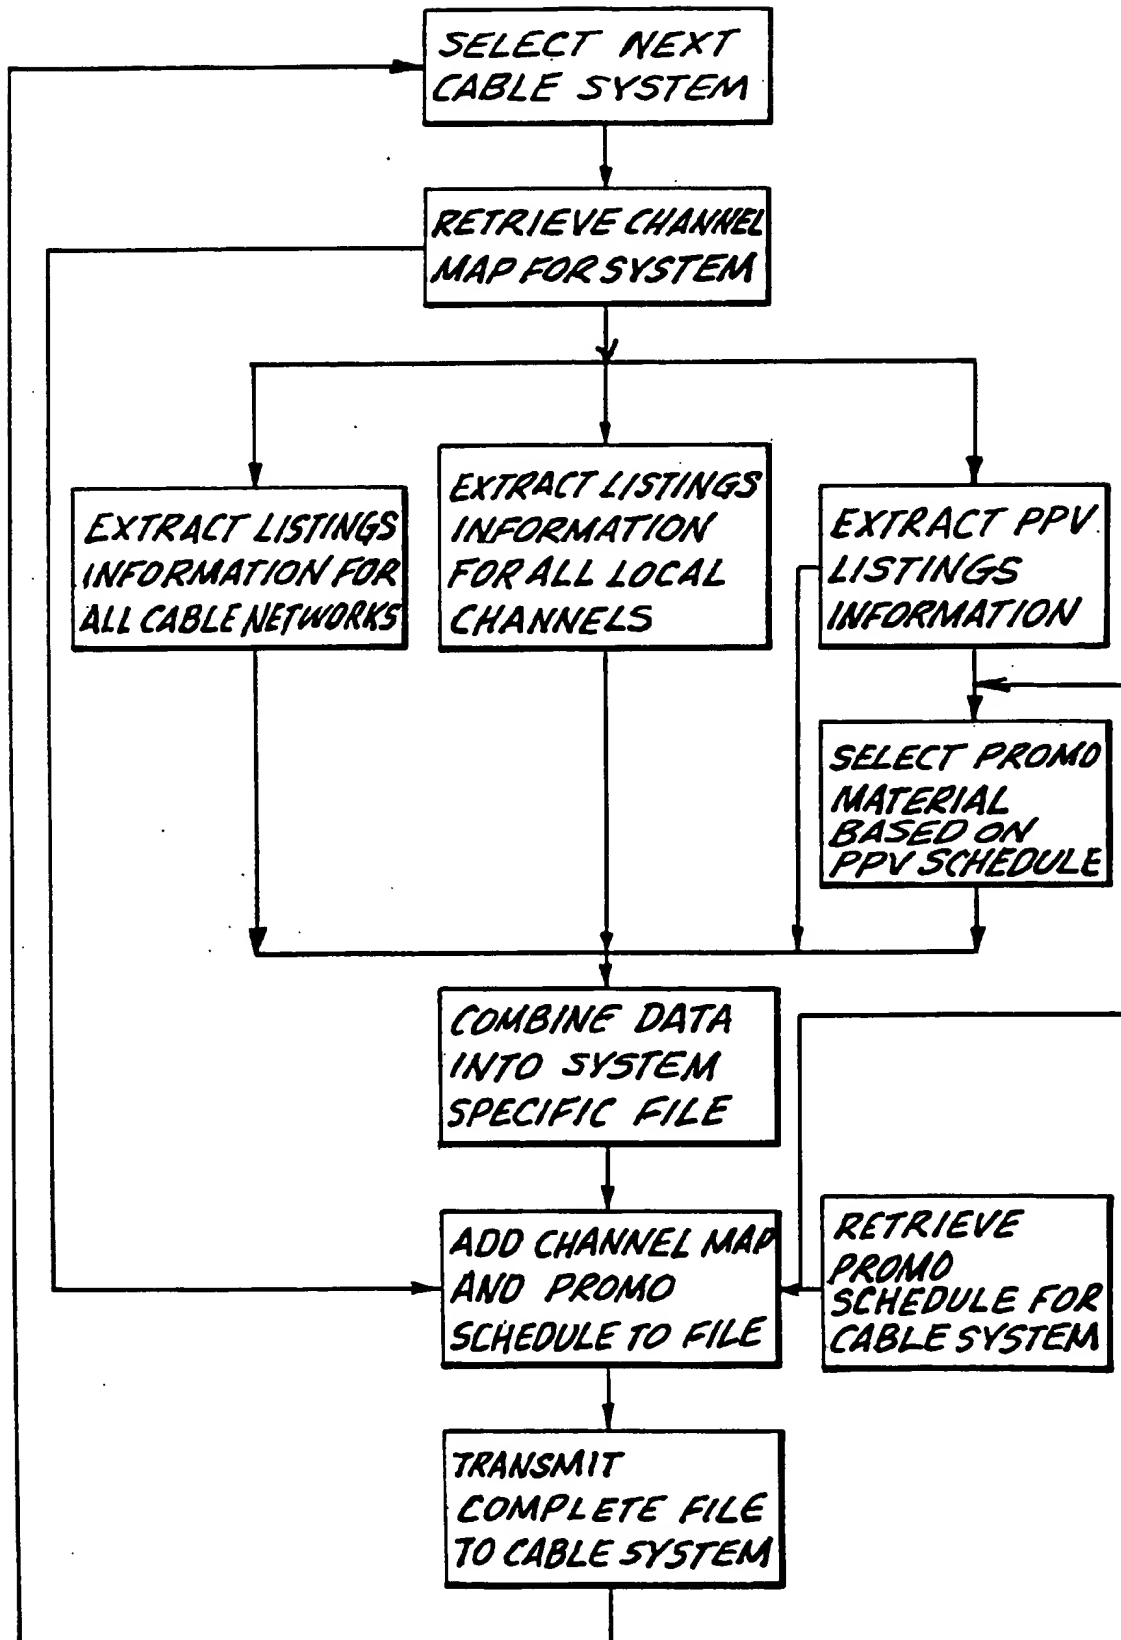 SELECT NEXT
CABLE SYSTEM
RETRIEVE CHANNEL
MAP FOR SYSTEM
EXTRACT LISTINGS
INFORMATION FOR
ALL CABLE NETWORKS
EXTRACT LISTINGS
INFORMATION
FOR ALL LOCAL
CHANNELS
EXTRACT PPV
LISTINGS
INFORMATION
SELECT PROMO
MATERIAL
BASED ON
PPV SCHEDULE
COMBINE DATA
INTO SYSTEM
SPECIFIC FILE
ADD CHANNEL MAP
AND PROMO
SCHEDULE TO FILE
RETRIEVE
PROMO
SCHEDULE FOR
CABLE SYSTEM
TRANSMIT
COMPLETE FILE
TO CABLE SYSTEM